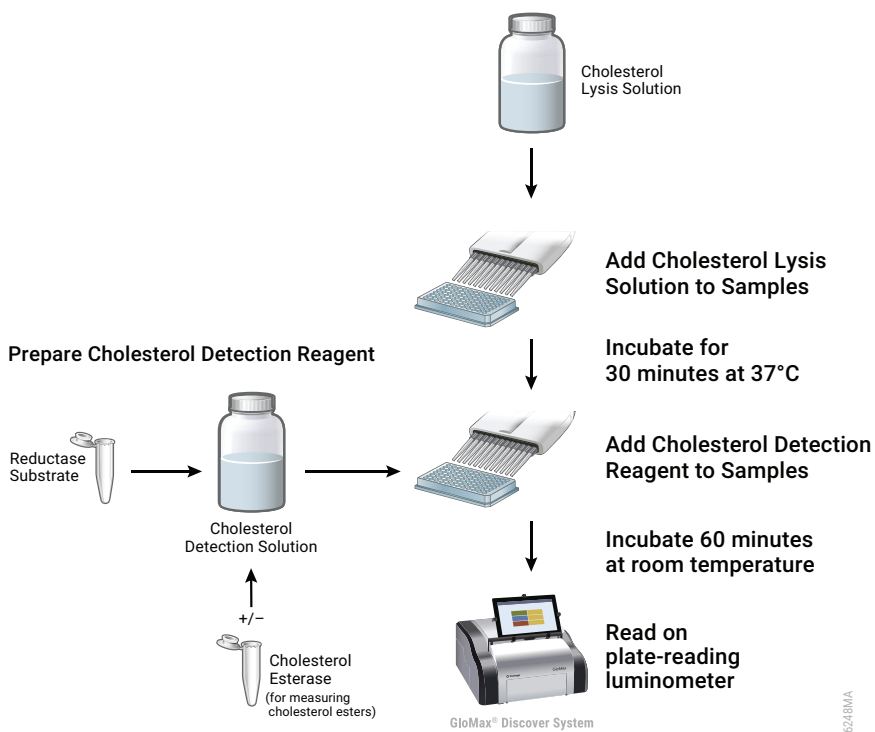 Cholesterol
Lysis Solution
Add Cholesterol Lysis
Solution to Samples
Prepare Cholesterol Detection Reagent
Incubate for
30 minutes at 37°C
Reductase
Substrate
Cholesterol
Detection Solution
Add Cholesterol Detection
Reagent to Samples
Incubate 60 minutes
at room temperature
+/−
Cholesterol
Esterase
(for measuring
cholesterol esters)
Read on
plate-reading
luminometer
GloMax® Discover System
6248MA